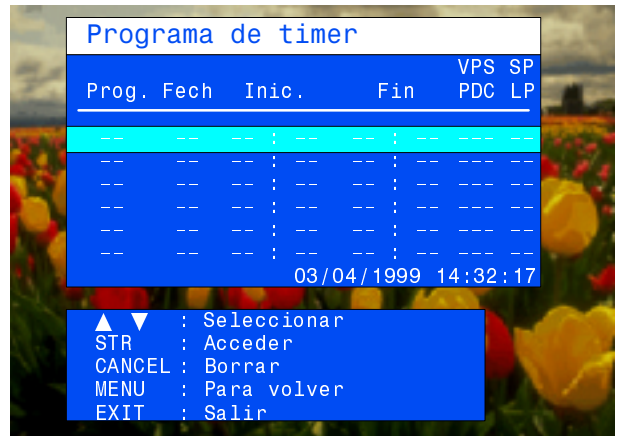 Programa de timer
VPS SP
Prog. Fech Inic. Fin PDC LP
-- -- -- : -- -- : -- --- --
-- -- -- : -- -- : -- --- --
-- -- -- : -- -- : -- --- --
-- -- -- : -- -- : -- --- --
-- -- -- : -- -- : -- --- --
-- -- -- : -- -- : -- --- --
03/04/1999 14:32:17
▲ ▼ : Seleccionar
STR : Acceder
CANCEL : Borrar
MENU : Para volver
EXIT : Salir